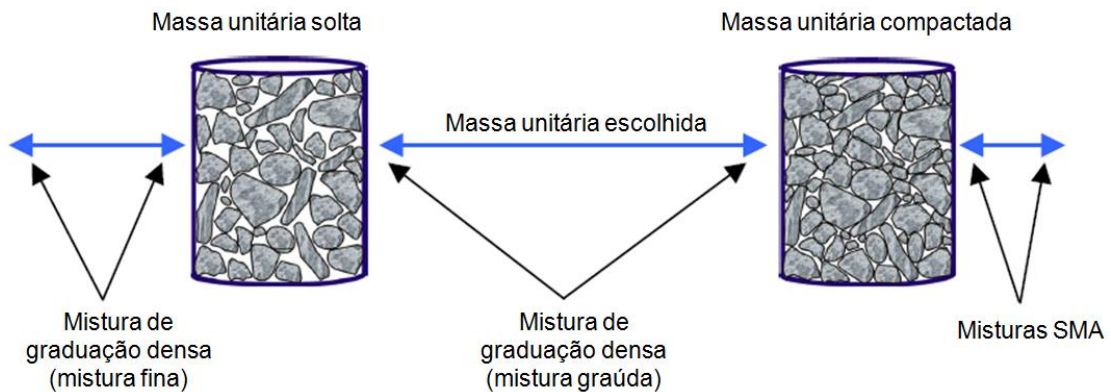 Massa unitária solta
Massa unitária compactada
Massa unitária escolhida
Mistura de
graduação densa
(mistura fina)
Mistura de
graduação densa
(mistura graúda)
Misturas SMA